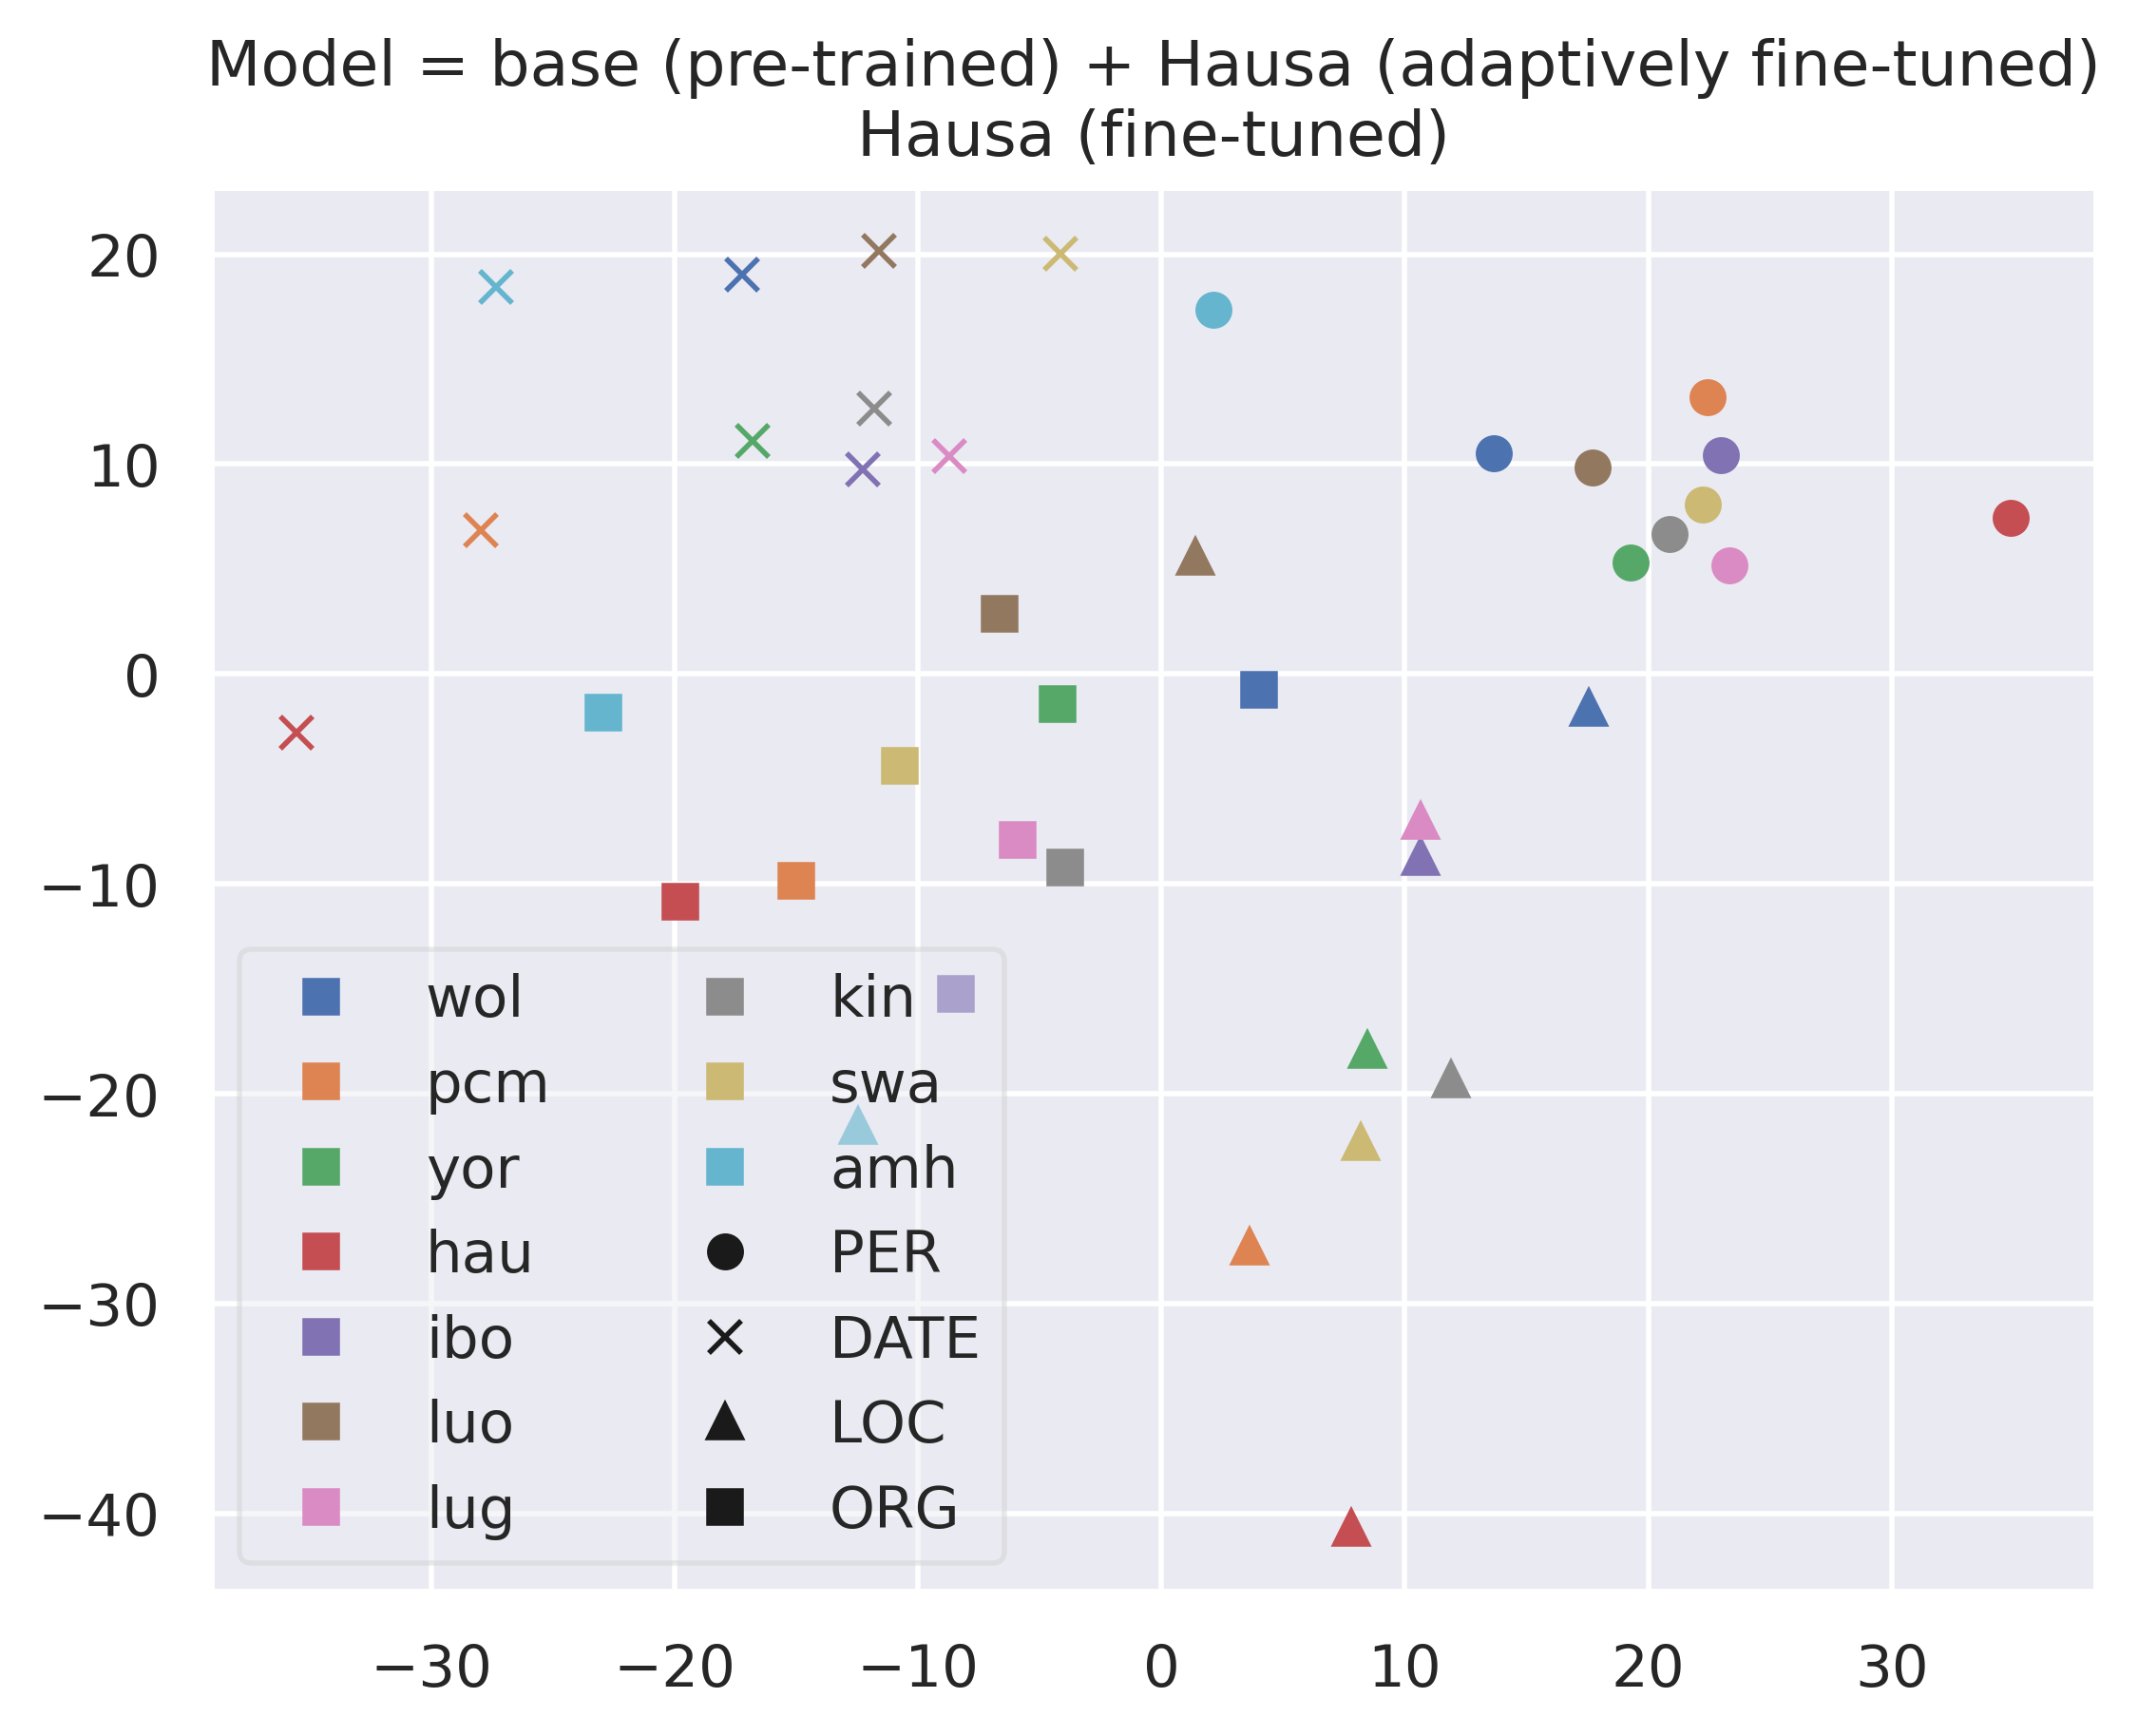 Model = base (pre-trained) + Hausa (adaptively fine-tuned)
Hausa (fine-tuned)
20
10
0
−10
−20
−30
−40
wol
pcm
yor
hau
ibo
luo
lug
kin
swa
amh
PER
DATE
LOC
ORG
−30
−20
−10
0
10
20
30